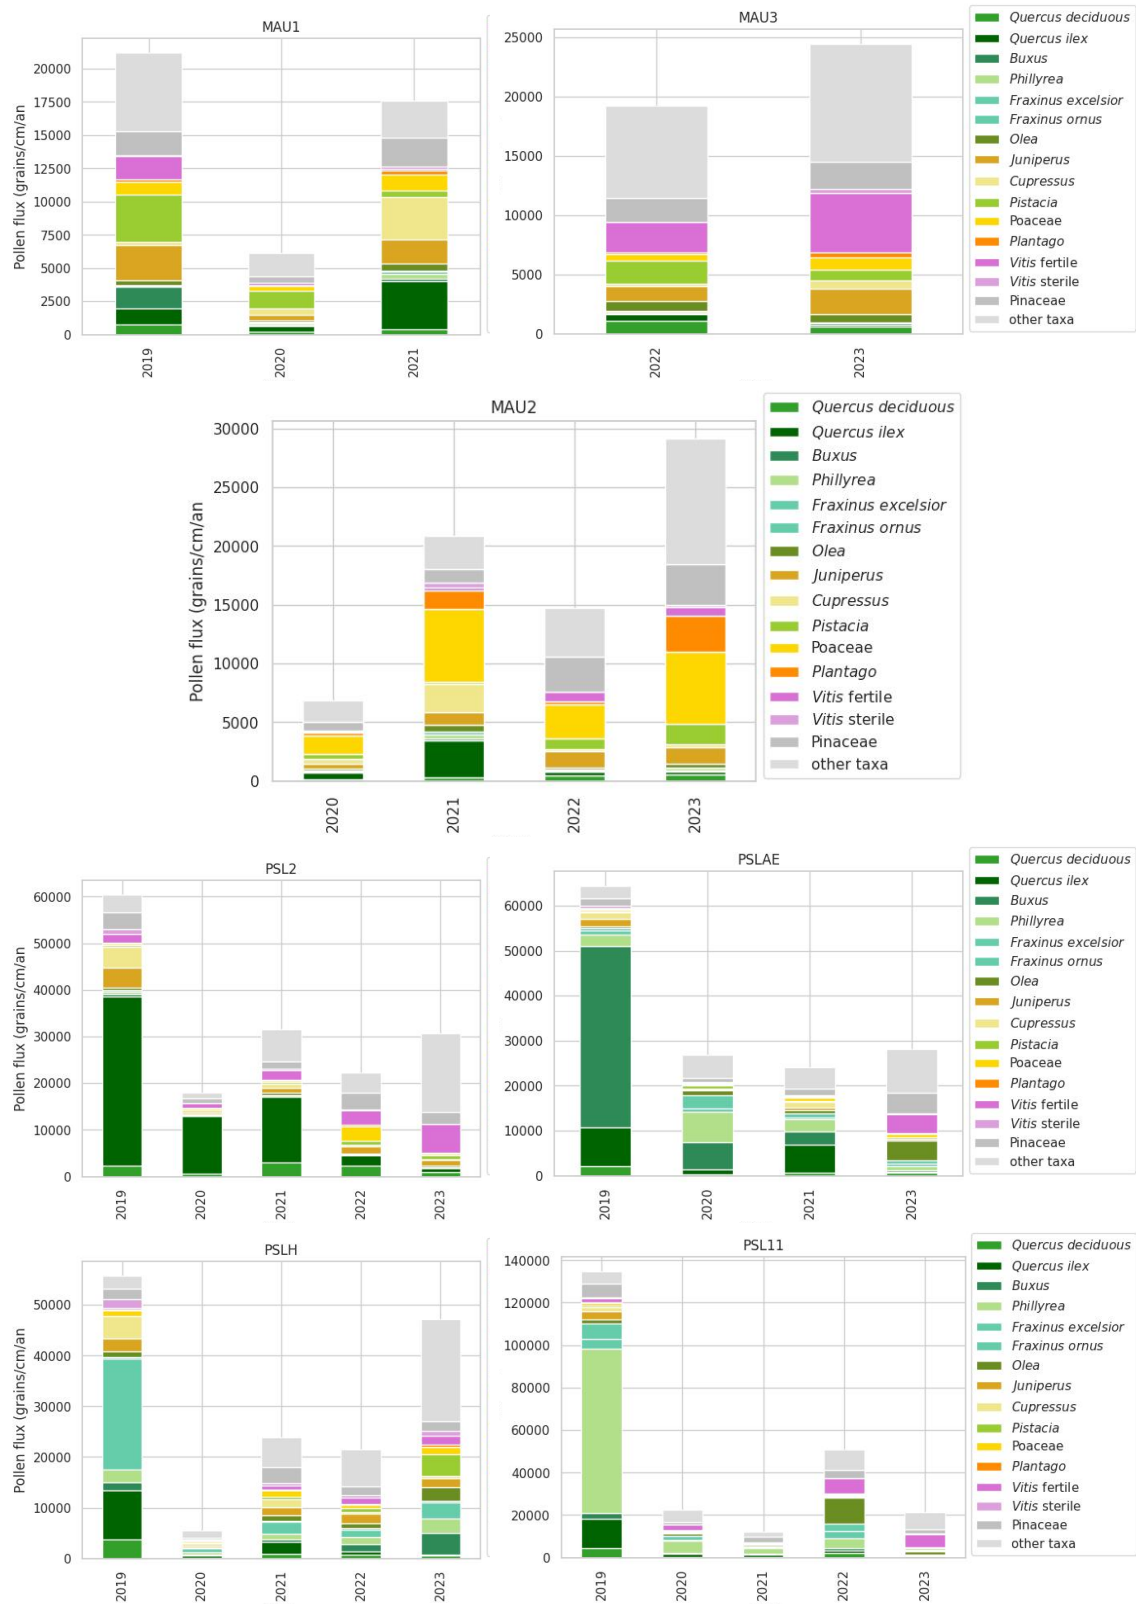 MAU1
Pollen flux (grains/cm/an
20000
17500
15000
12500
10000
7500
5000
2500
0
2019
2020
2021
MAU3
25000
20000
15000
10000
5000
0
2022
2023
Quercus deciduous
Quercus ilex
Buxus
Phillyrea
Fraxinus excelsior
Fraxinus ornus
Olea
Juniperus
Cupressus
Pistacia
Poaceae
Plantago
Vitis fertile
Vitis sterile
Pinaceae
other taxa
MAU2
Pollen flux (grains/cm/an
30000
25000
20000
15000
10000
5000
0
2020
2021
2022
2023
Quercus deciduous
Quercus ilex
Buxus
Phillyrea
Fraxinus excelsior
Fraxinus ornus
Olea
Juniperus
Cupressus
Pistacia
Poaceae
Plantago
Vitis fertile
Vitis sterile
Pinaceae
other taxa
PSL2
Pollen flux (grains/cm/an
60000
50000
40000
30000
20000
10000
0
2019
2020
2021
2022
2023
PSLAE
60000
50000
40000
30000
20000
10000
0
2019
2020
2021
2023
Quercus deciduous
Quercus ilex
Buxus
Phillyrea
Fraxinus excelsior
Fraxinus ornus
Olea
Juniperus
Cupressus
Pistacia
Poaceae
Plantago
Vitis fertile
Vitis sterile
Pinaceae
other taxa
PSLH
Pollen flux (grains/cm/an
50000
40000
30000
20000
10000
0
2019
2020
2021
2022
2023
PSL11
140000
120000
100000
80000
60000
40000
20000
0
2019
2020
2021
2022
2023
Quercus deciduous
Quercus ilex
Buxus
Phillyrea
Fraxinus excelsior
Fraxinus ornus
Olea
Juniperus
Cupressus
Pistacia
Poaceae
Plantago
Vitis fertile
Vitis sterile
Pinaceae
other taxa